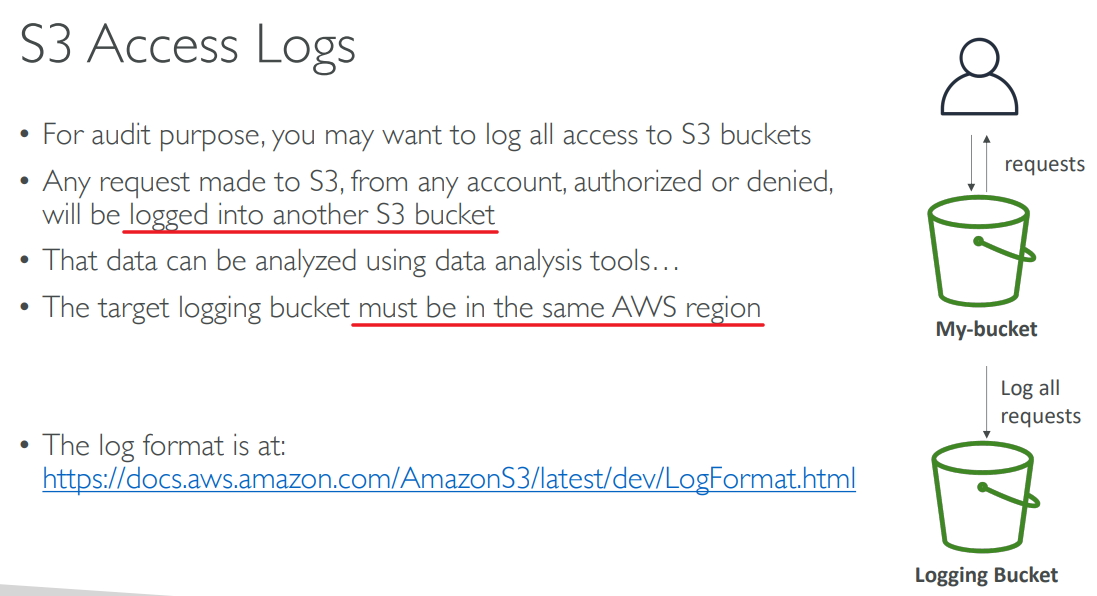 S3 Access Logs
• For audit purpose, you may want to log all access to S3 buckets
• Any request made to S3, from any account, authorized or denied,
will be logged into another S3 bucket
• That data can be analyzed using data analysis tools…
• The target logging bucket must be in the same AWS region
• The log format is at:
https://docs.aws.amazon.com/AmazonS3/latest/dev/LogFormat.html
requests
My-bucket
Log all
requests
Logging Bucket